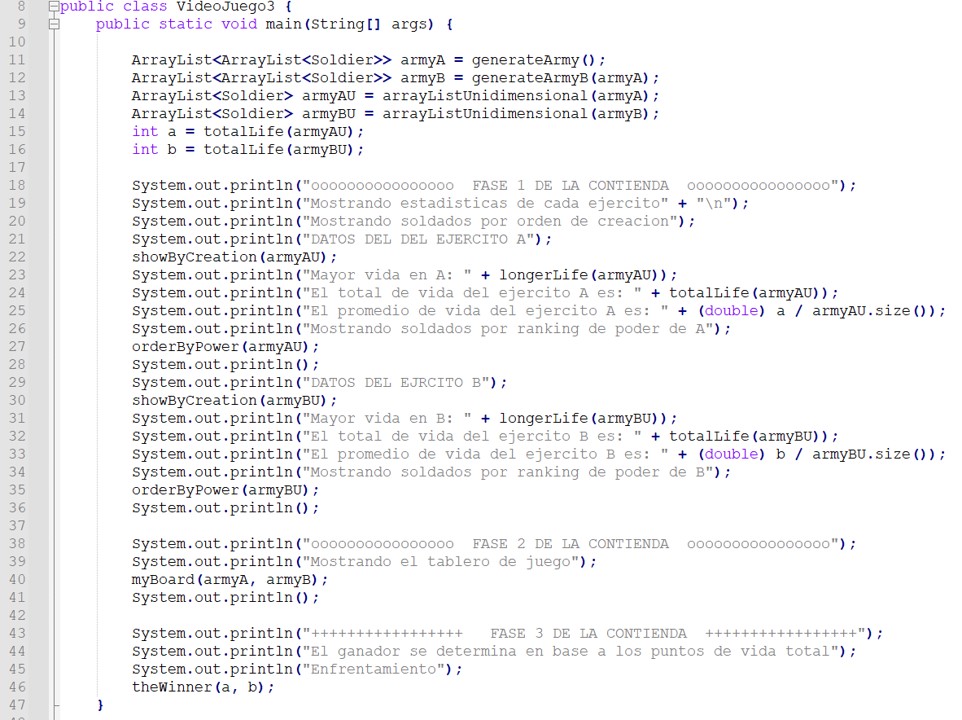 8 public class VideoJuego3 {
9 public static void main(String[] args) {
10
11 ArrayList<ArrayList<Soldier>> armyA = generateArmy();
12 ArrayList<ArrayList<Soldier>> armyB = generateArmyB(armyA);
13 ArrayList<Soldier> armyAU = arrayListUnidimensional(armyA);
14 ArrayList<Soldier> armyBU = arrayListUnidimensional(armyB);
15 int a = totalLife(armyAU);
16 int b = totalLife(armyBU);
17
18 System.out.println("oooooooooooooooo  FASE 1 DE LA CONTIENDA  oooooooooooooooo");
19 System.out.println("Mostrando estadisticas de cada ejercito" + "\n");
20 System.out.println("Mostrando soldados por orden de creacion");
21 System.out.println("DATOS DEL DEL EJERCITO A");
22 showByCreation(armyAU);
23 System.out.println("Mayor vida en A: " + longerLife(armyAU));
24 System.out.println("El total de vida del ejercito A es: " + totalLife(armyAU));
25 System.out.println("El promedio de vida del ejercito A es: " + (double) a / armyAU.size());
26 System.out.println("Mostrando soldados por ranking de poder de A");
27 orderByPower(armyAU);
28 System.out.println();
29 System.out.println("DATOS DEL EJRCITO B");
30 showByCreation(armyBU);
31 System.out.println("Mayor vida en B: " + longerLife(armyBU));
32 System.out.println("El total de vida del ejercito B es: " + totalLife(armyBU));
33 System.out.println("El promedio de vida del ejercito B es: " + (double) b / armyBU.size());
34 System.out.println("Mostrando soldados por ranking de poder de B");
35 orderByPower(armyBU);
36 System.out.println();
37
38 System.out.println("oooooooooooooooo  FASE 2 DE LA CONTIENDA  oooooooooooooooo");
39 System.out.println("Mostrando el tablero de juego");
40 myBoard(armyA, armyB);
41 System.out.println();
42
43 System.out.println("+++++++++++++++++   FASE 3 DE LA CONTIENDA  +++++++++++++++++");
44 System.out.println("El ganador se determina en base a los puntos de vida total");
45 System.out.println("Enfrentamiento");
46 theWinner(a, b);
47 }